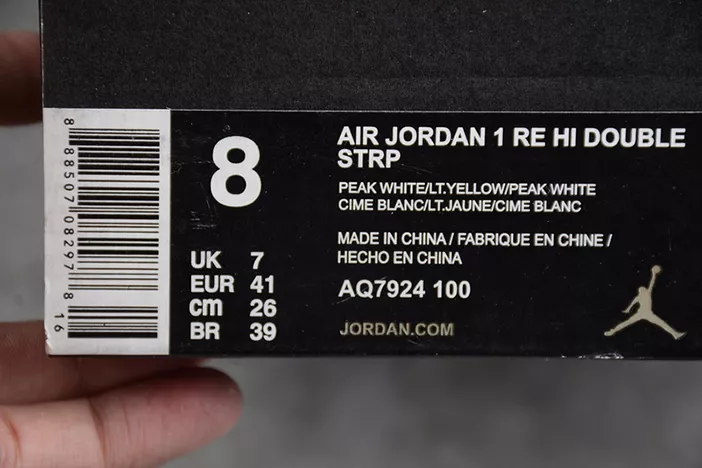 8 88507 08297 8
16
8
AIR JORDAN 1 RE HI DOUBLE
STRP
PEAK WHITE/LT.YELLOW/PEAK WHITE
CIME BLANC/LT.JAUNE/CIME BLANC
MADE IN CHINA / FABRIQUE EN CHINE /
HECHO EN CHINA
UK 7
EUR 41
cm 26
BR 39
AQ7924 100
JORDAN.COM